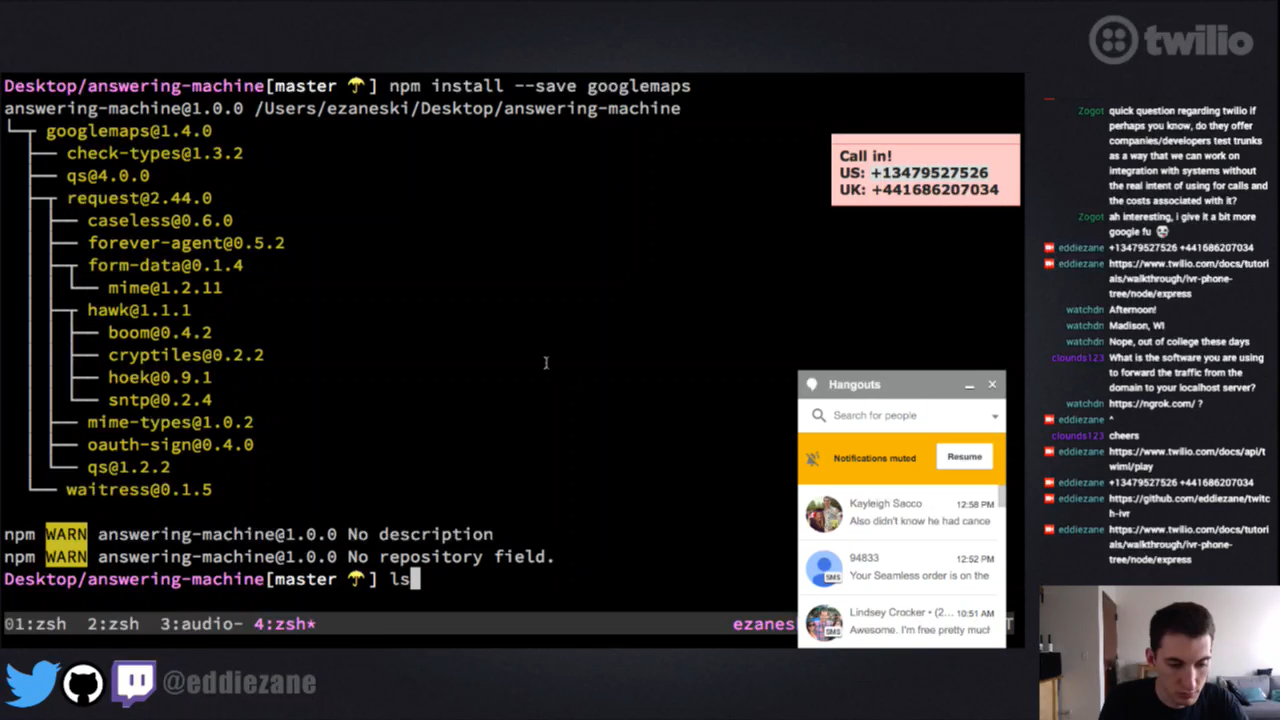 twilio
Desktop/answering-machine[master ☂] npm install --save googlemaps
answering-machine@1.0.0 /Users/ezaneski/Desktop/answering-machine
googlemaps@1.4.0
check-types@1.3.2
qs@4.0.0
request@2.44.0
caseless@0.6.0
forever-agent@0.5.2
form-data@0.1.4
mime@1.2.11
hawk@1.1.1
boom@0.4.2
cryptiles@0.2.2
hoek@0.9.1
sntp@0.2.4
mime-types@1.0.2
oauth-sign@0.4.0
qs@1.2.2
waitress@0.1.5
npm WARN answering-machine@1.0.0 No description
npm WARN answering-machine@1.0.0 No repository field.
Desktop/answering-machine[master ☂] ls
01:zsh 2:zsh 3:audio- 4:zsh* ezanes
T
Call in!
US: +13479527526
UK: +441686207034
Hangouts
Search for people
Notifications muted Resume
Kayleigh Sacco 12:58 PM
Also didn't know he had cance
94833 12:52 PM
SMS Your Seamless order is on the
Lindsey Crocker • (2... 10:51 AM
SMS Awesome. I'm free pretty much
Zogot quick question regarding twilio if
perhaps you know, do they offer
companies/developers test trunks
as a way that we can work on
integration with systems without
the real intent of using for calls and
the costs associated with it?
Zogot ah interesting, i give it a bit more
google fu
eddiezane +13479527526 +441686207034
eddiezane https://www.twilio.com/docs/tutori
als/walkthrough/ivr-phone-
tree/node/express
watchdn Afternoon!
watchdn Madison, WI
watchdn Nope, out of college these days
clounds123 What is the software you are using
to forward the traffic from the
domain to your localhost server?
watchdn https://ngrok.com/ ?
eddiezane ^
clounds123 cheers
eddiezane https://www.twilio.com/docs/api/t
wiml/play
eddiezane +13479527526 +441686207034
eddiezane https://github.com/eddiezane/twitc
h-ivr
eddiezane https://www.twilio.com/docs/tutori
als/walkthrough/ivr-phone-
tree/node/express
@eddiezane